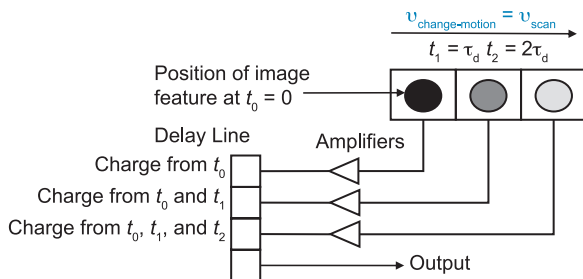 υchange-motion = υscan
t1 = τd t2 = 2τd
Position of image
feature at t0 = 0
Delay Line
Amplifiers
Charge from t0
Charge from t0 and t1
Charge from t0, t1, and t2
Output